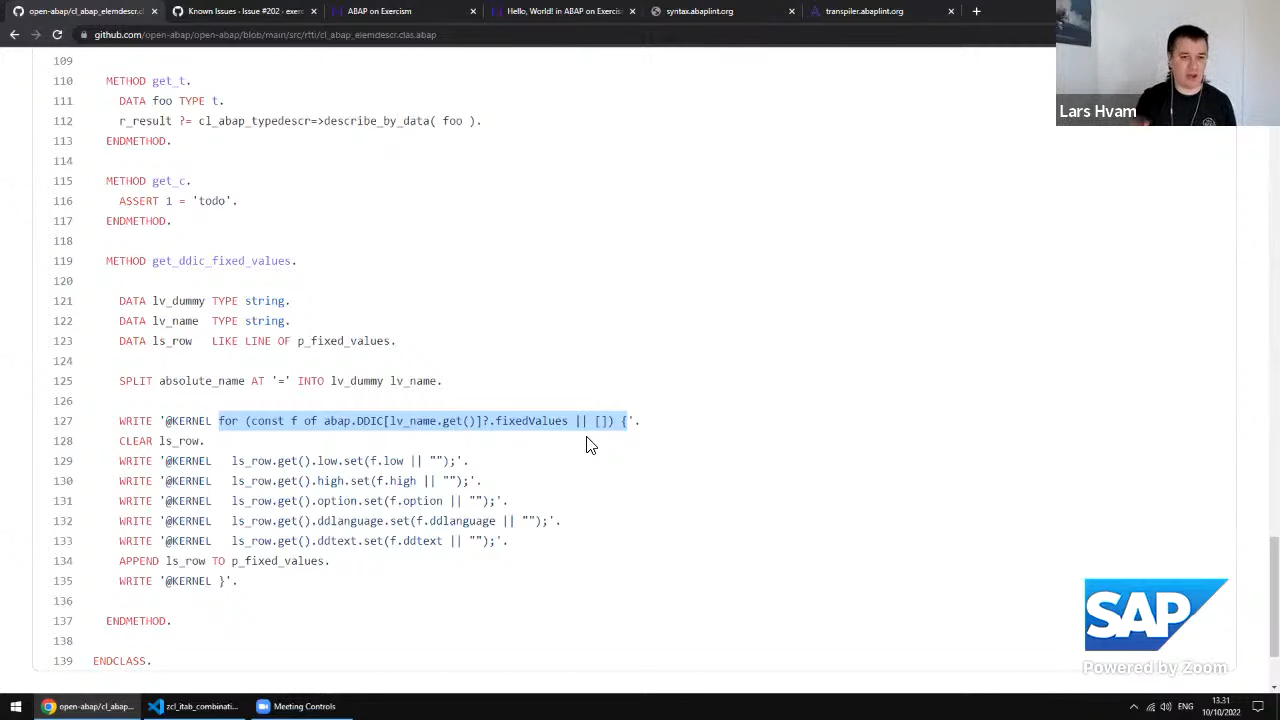 cl_abap_elemdescr.cl
Known Issues · Issue #202 · exer
ABAP on Exercism
Hello, World! in ABAP on Exercis
syntax.abaplint.org
transpiler.abaplint.org
github.com/open-abap/open-abap/blob/main/src/rtti/cl_abap_elemdescr.clas.abap
Lars Hvam
109
110 METHOD get_t.
111 DATA foo TYPE t.
112 r_result ?= cl_abap_typedescr=>describe_by_data( foo ).
113 ENDMETHOD.
114
115 METHOD get_c.
116 ASSERT 1 = 'todo'.
117 ENDMETHOD.
118
119 METHOD get_ddic_fixed_values.
120
121 DATA lv_dummy TYPE string.
122 DATA lv_name TYPE string.
123 DATA ls_row LIKE LINE OF p_fixed_values.
124
125 SPLIT absolute_name AT '=' INTO lv_dummy lv_name.
126
127 WRITE '@KERNEL for (const f of abap.DDIC[lv_name.get()]?.fixedValues || []) {'.
128 CLEAR ls_row.
129 WRITE '@KERNEL ls_row.get().low.set(f.low || "");'.
130 WRITE '@KERNEL ls_row.get().high.set(f.high || "");'.
131 WRITE '@KERNEL ls_row.get().option.set(f.option || "");'.
132 WRITE '@KERNEL ls_row.get().ddlanguage.set(f.ddlanguage || "");'.
133 WRITE '@KERNEL ls_row.get().ddtext.set(f.ddtext || "");'.
134 APPEND ls_row TO p_fixed_values.
135 WRITE '@KERNEL }'.
136
137 ENDMETHOD.
138
139 ENDCLASS.
SAP
Powered by Zoom
open-abap/cl_abap...
zcl_itab_combinati...
Meeting Controls
ENG
13.31
10/10/2022